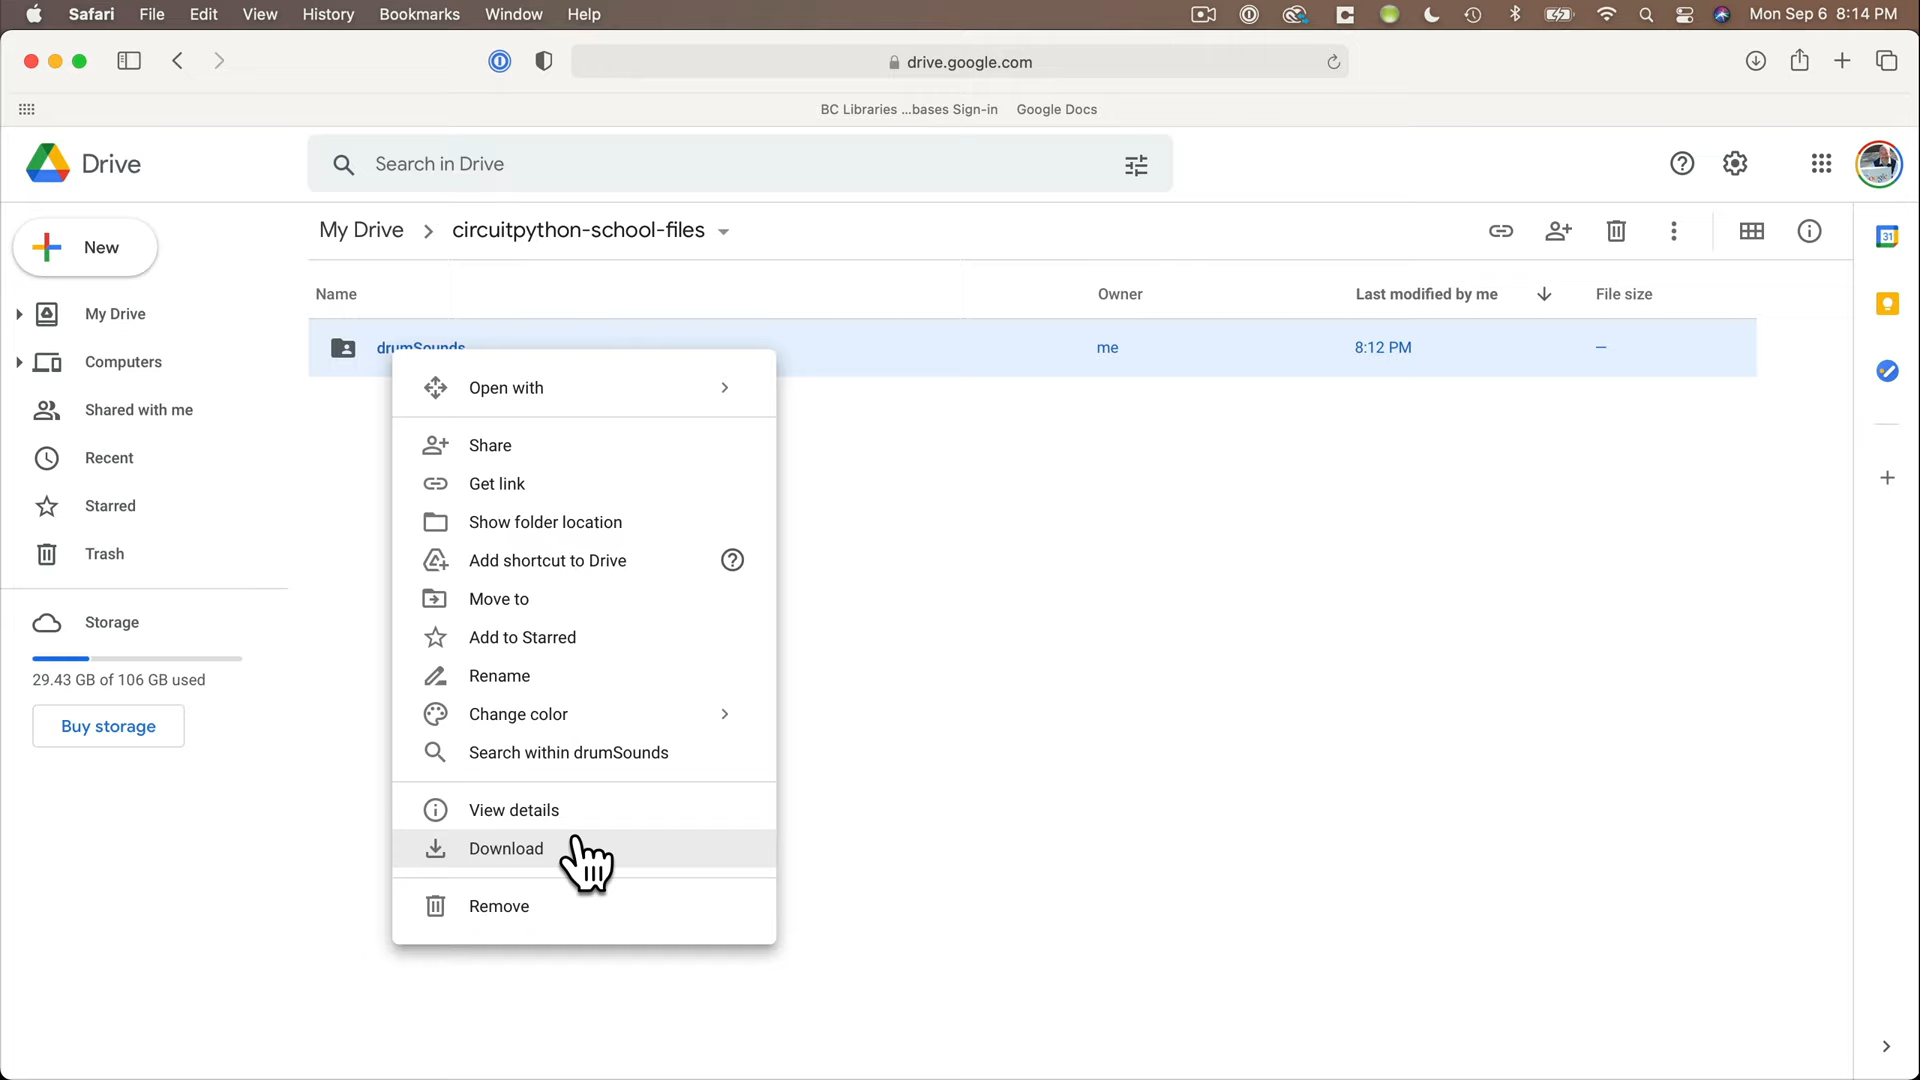 Safari File Edit View History Bookmarks Window Help Mon Sep 6 8:14 PM
drive.google.com
BC Libraries ...bases Sign-in Google Docs
Drive
Search in Drive
New
My Drive
Computers
Shared with me
Recent
Starred
Trash
Storage
29.43 GB of 106 GB used
Buy storage
My Drive > circuitpython-school-files
Name Owner Last modified by me File size
drumSounds me 8:12 PM —
Open with
Share
Get link
Show folder location
Add shortcut to Drive
Move to
Add to Starred
Rename
Change color
Search within drumSounds
View details
Download
Remove
31